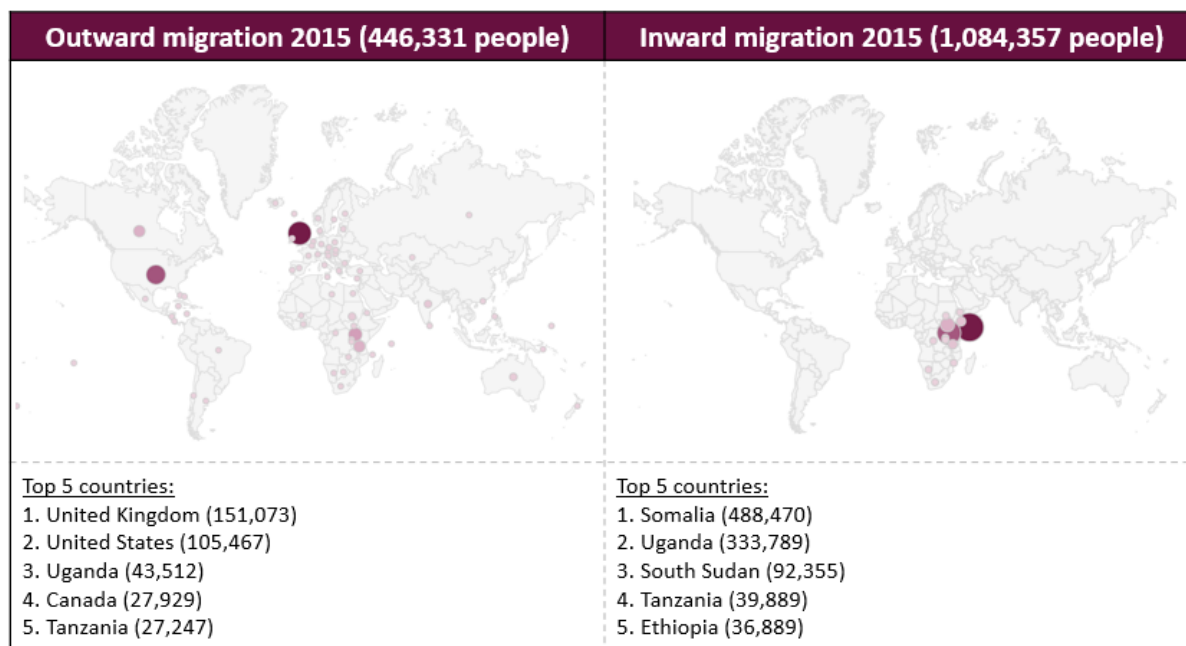 Outward migration 2015 (446,331 people)
Inward migration 2015 (1,084,357 people)
Top 5 countries:
1. United Kingdom (151,073)
2. United States (105,467)
3. Uganda (43,512)
4. Canada (27,929)
5. Tanzania (27,247)
Top 5 countries:
1. Somalia (488,470)
2. Uganda (333,789)
3. South Sudan (92,355)
4. Tanzania (39,889)
5. Ethiopia (36,889)